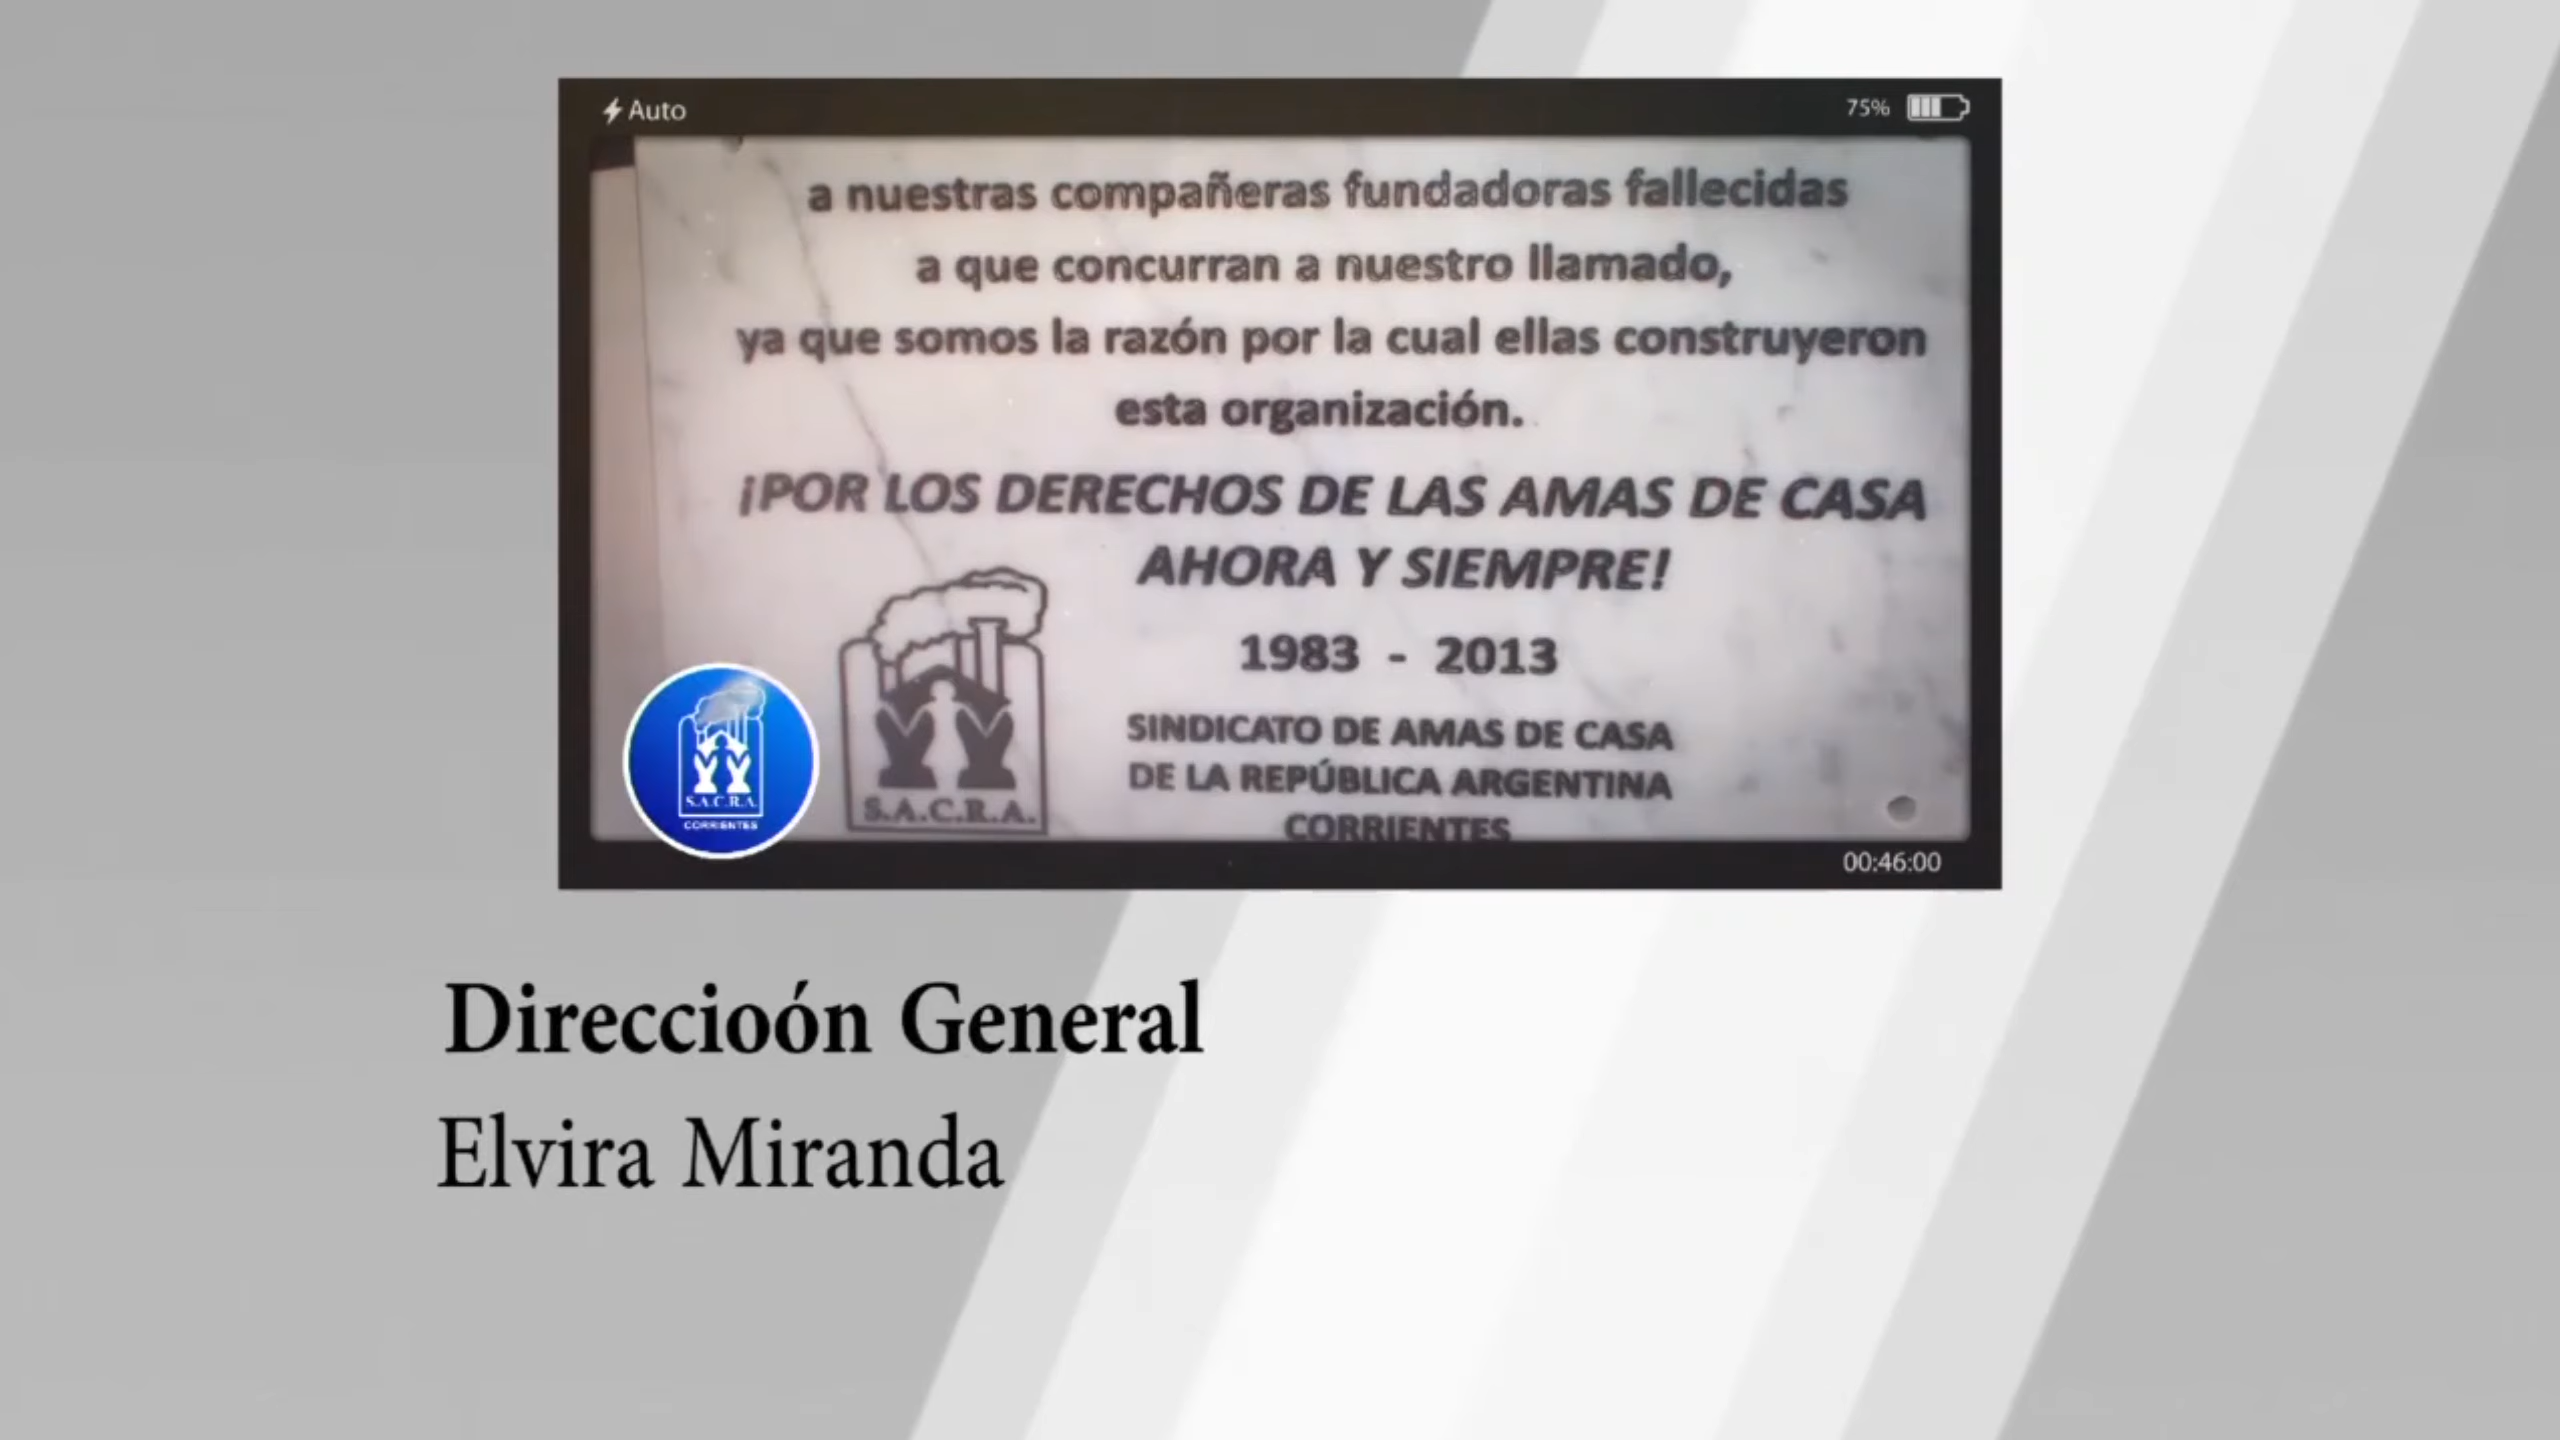 Auto
75%
a nuestras compañeras fundadoras fallecidas
a que concurran a nuestro llamado,
ya que somos la razón por la cual ellas construyeron
esta organización.
¡POR LOS DERECHOS DE LAS AMAS DE CASA
AHORA Y SIEMPRE!
1983 - 2013
SINDICATO DE AMAS DE CASA
DE LA REPÚBLICA ARGENTINA
CORRIENTES
S.A.C.R.A.
S.A.C.R.A.
CORRIENTES
00:46:00
Direccioón General
Elvira Miranda